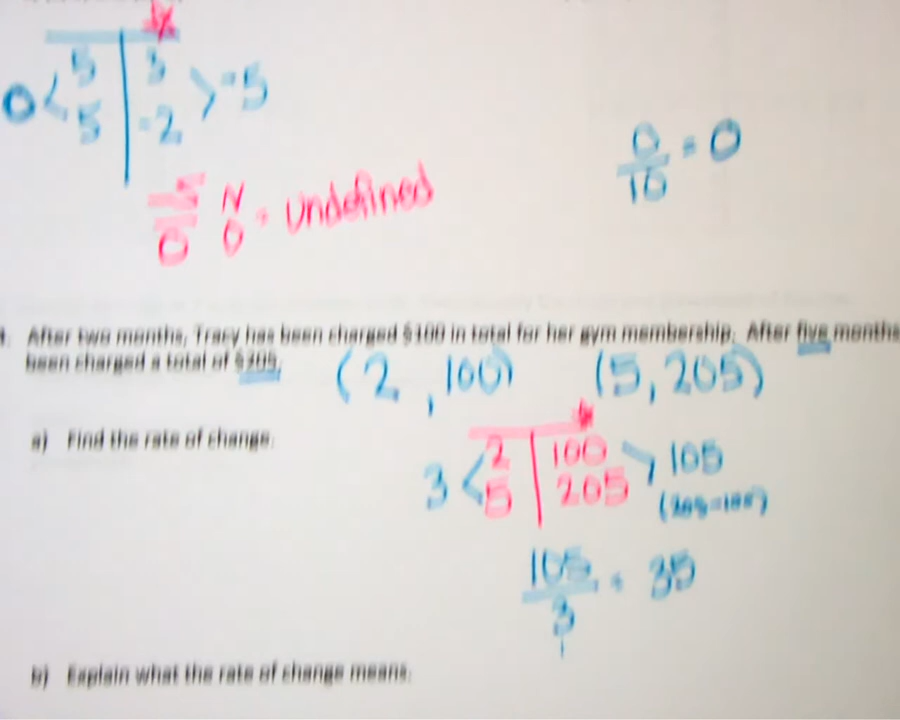 0 < 5 | 3 > -5
5 | -2
0/10 = 0
0 N/0 = undefined
4. After two months, Tracy has been charged $100 in total for her gym membership. After five months
been charged a total of $205.
(2, 100) (5, 205)
a) Find the rate of change.
3 < 2 | 100 > 105
5 | 205 (205-100)
105/3 = 35
b) Explain what the rate of change means.